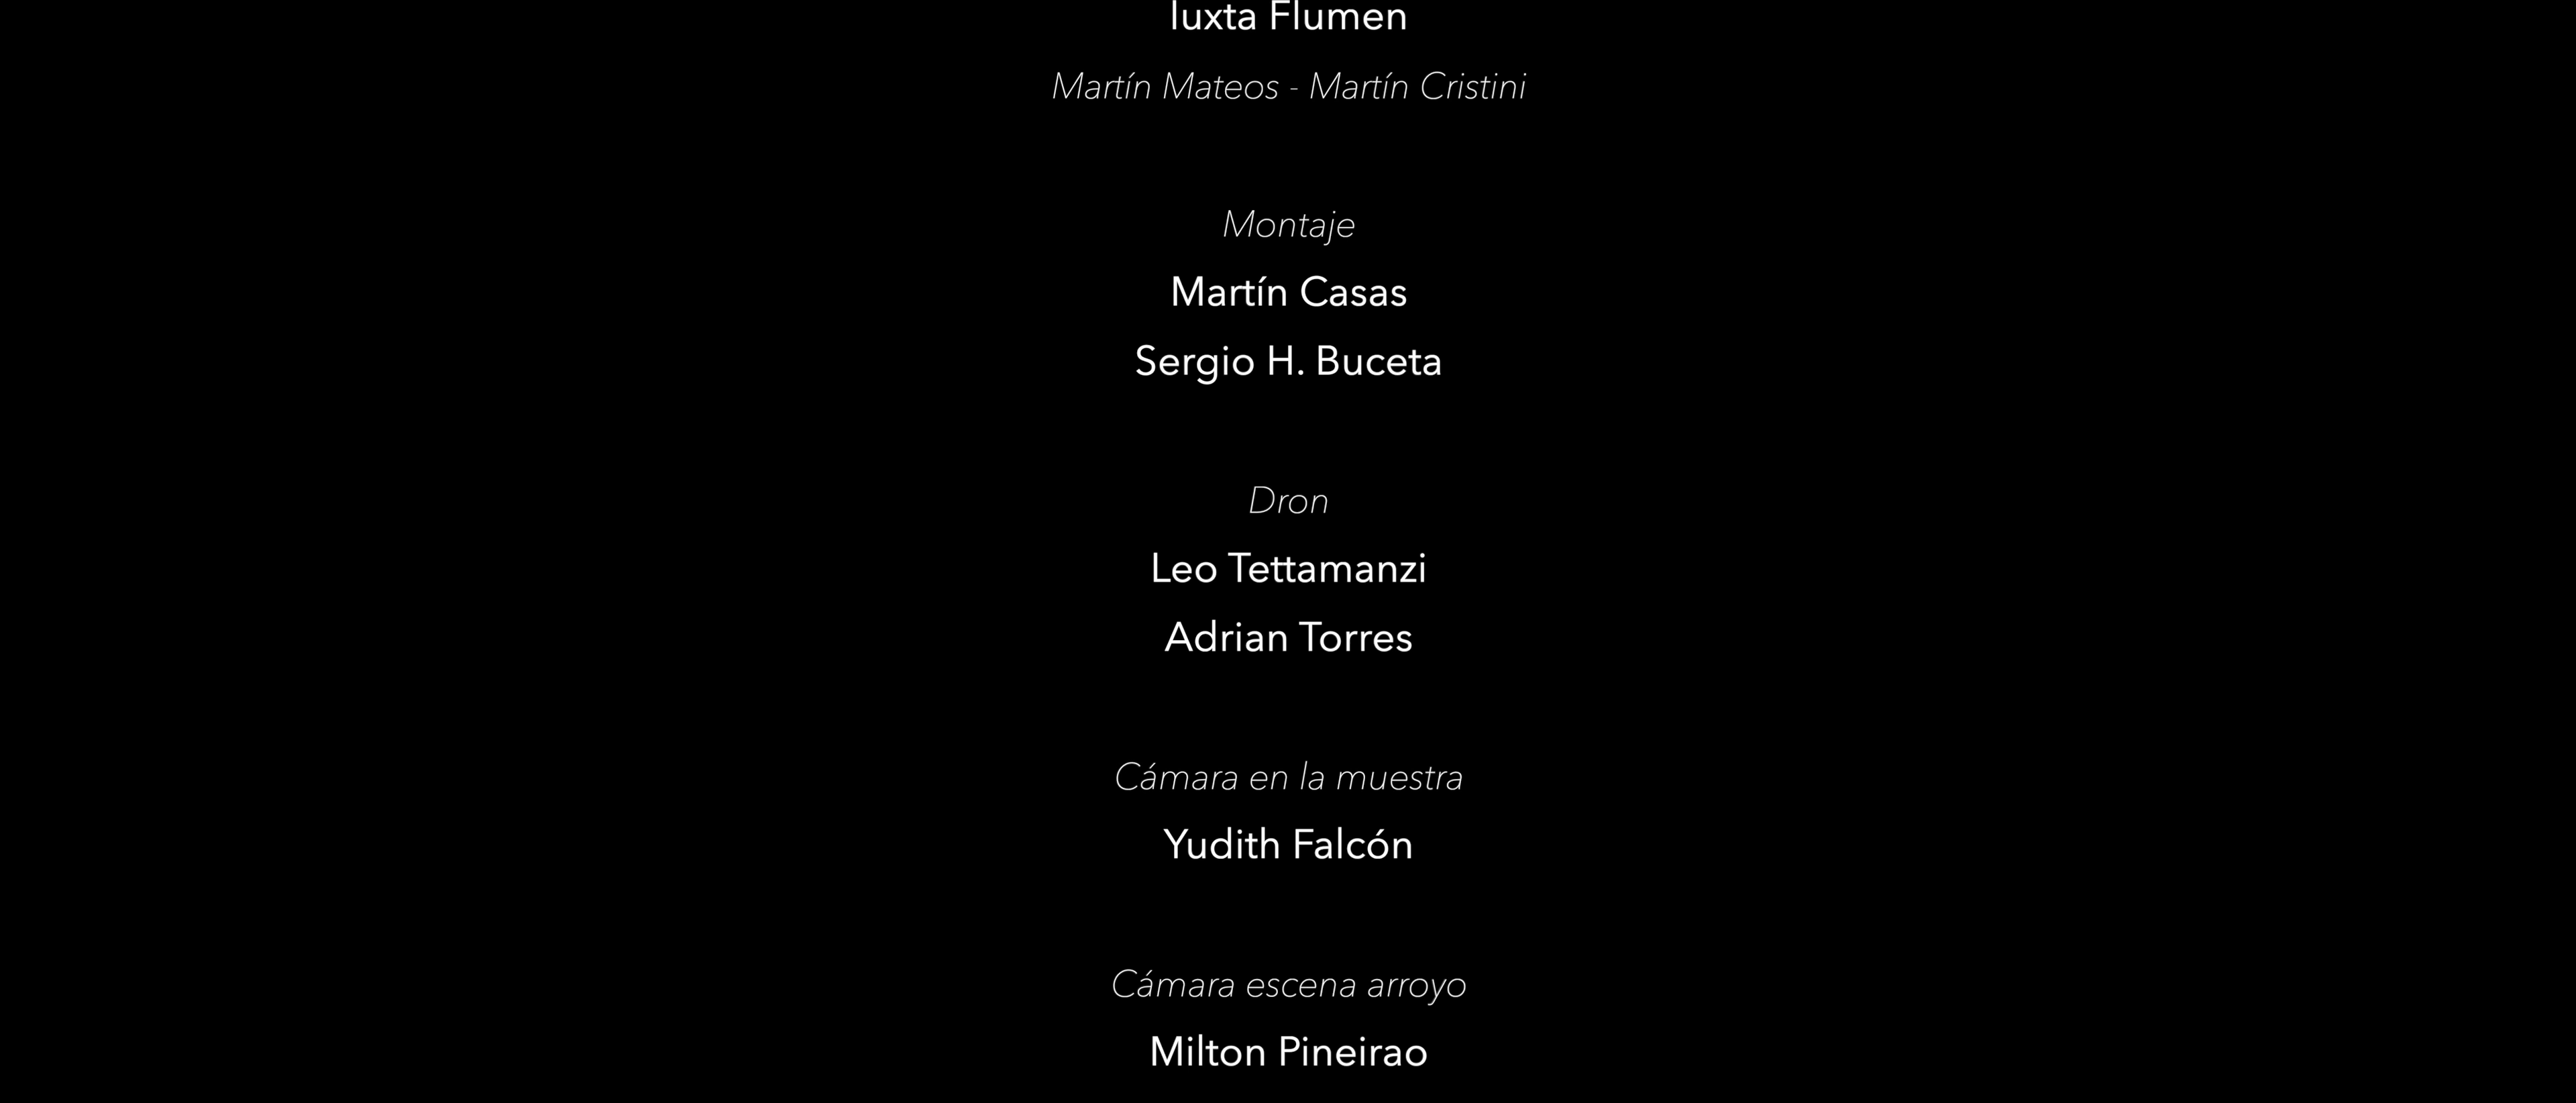 Iuxta Flumen
Martín Mateos - Martín Cristini
Montaje
Martín Casas
Sergio H. Buceta
Dron
Leo Tettamanzi
Adrian Torres
Cámara en la muestra
Yudith Falcón
Cámara escena arroyo
Milton Pineirao